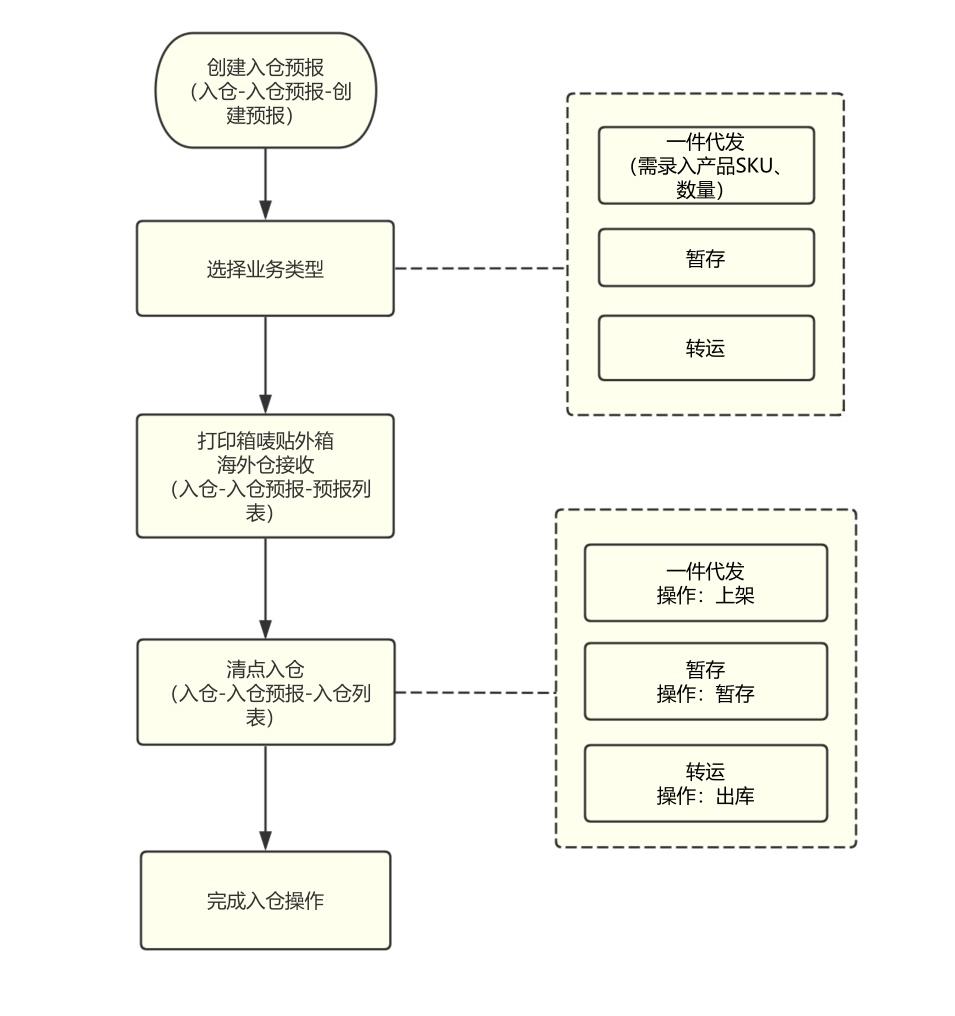 创建入仓预报
（入仓-入仓预报-创
建预报）
选择业务类型
一件代发
（需录入产品SKU、
数量）
暂存
转运
打印箱唛贴外箱
海外仓接收
（入仓-入仓预报-预报列
表）
清点入仓
（入仓-入仓预报-入仓列
表）
一件代发
操作：上架
暂存
操作：暂存
转运
操作：出库
完成入仓操作